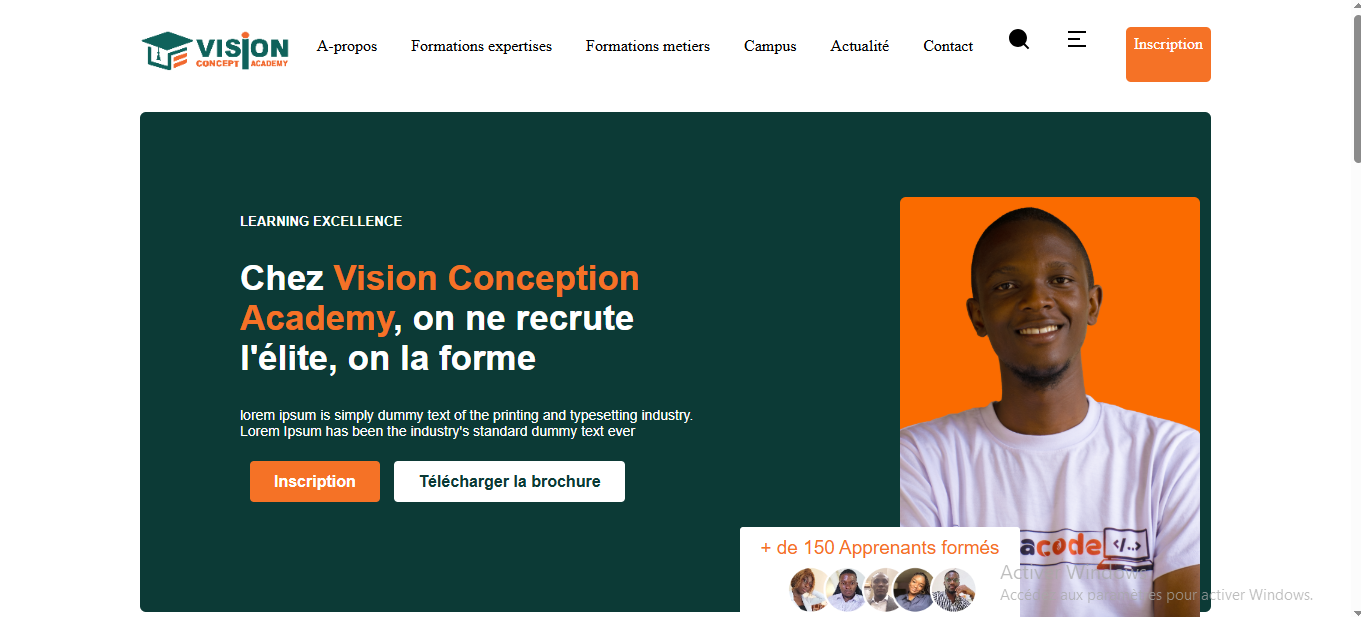 VISION
CONCEPT ACADEMY
A-propos
Formations expertises
Formations metiers
Campus
Actualité
Contact
Inscription
LEARNING EXCELLENCE
Chez Vision Conception
Academy, on ne recrute
l'élite, on la forme
lorem ipsum is simply dummy text of the printing and typesetting industry.
Lorem Ipsum has been the industry's standard dummy text ever
Inscription
Télécharger la brochure
acode </..>
+ de 150 Apprenants formés
Activer Windows
Accédez aux paramètres pour activer Windows.